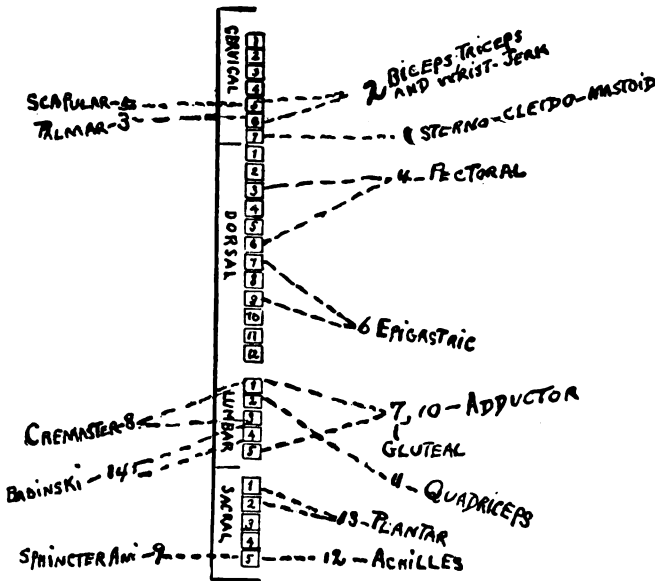 CERVICAL
1
2
3
4
5
6
7
SCAPULAR-5
PALMAR-3
2 BICEPS-TRICEPS
AND WRIST-JERK
1 STERNO-CLEIDO-MASTOID
DORSAL
1
2
3
4
5
6
7
8
9
10
11
12
4-PECTORAL
6 EPIGASTRIC
LUMBAR
1
2
3
4
5
CREMASTER-8
BABINSKI-14
7, 10-ADDUCTOR
GLUTEAL
11-QUADRICEPS
SACRAL
1
2
3
4
5
13-PLANTAR
SPHINCTER ANI-9
12-ACHILLES